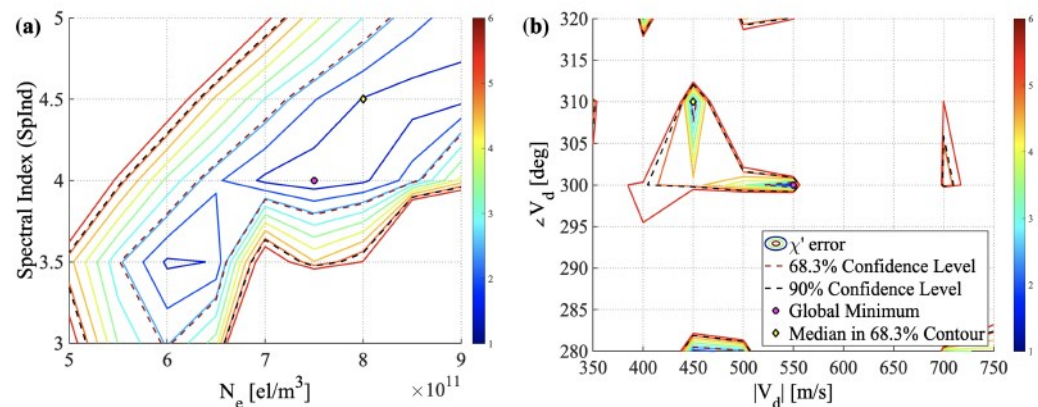 (a)
Spectral Index (SpInd)
5
4.5
4
3.5
3
5 6 7 8 9
N_e [el/m³] × 10¹¹
6
5
4
3
2
1
(b)
∠V_d [deg]
320
315
310
305
300
295
290
285
280
350 400 450 500 550 600 650 700 750
|V_d| [m/s]
χ' error
68.3% Confidence Level
90% Confidence Level
Global Minimum
Median in 68.3% Contour
6
5
4
3
2
1